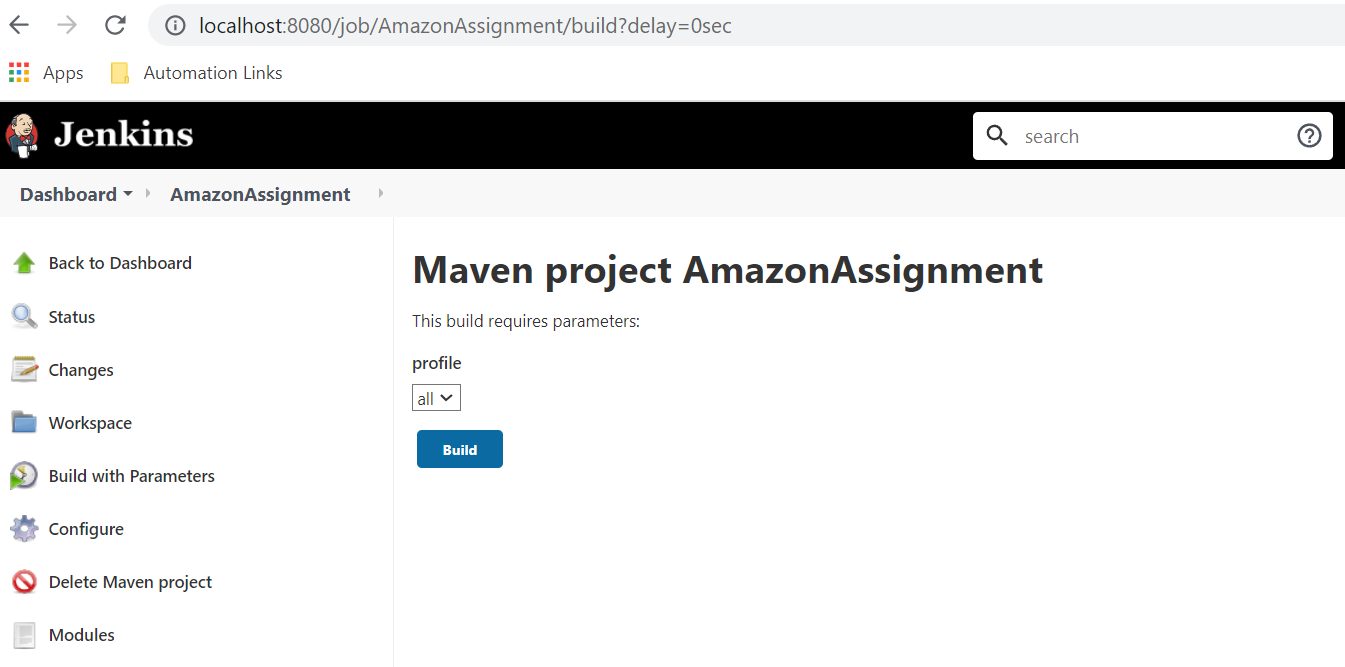 localhost:8080/job/AmazonAssignment/build?delay=0sec
Apps
Automation Links
Jenkins
search
Dashboard
AmazonAssignment
Back to Dashboard
Status
Changes
Workspace
Build with Parameters
Configure
Delete Maven project
Modules
Maven project AmazonAssignment
This build requires parameters:
profile
all
Build